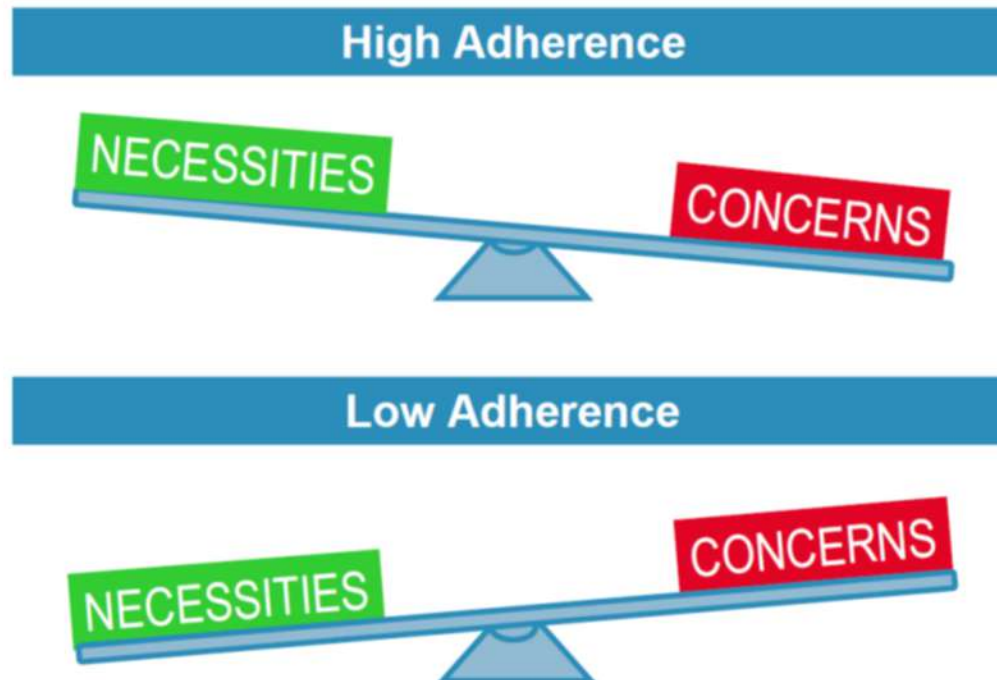 High Adherence
NECESSITIES
CONCERNS
Low Adherence
NECESSITIES
CONCERNS